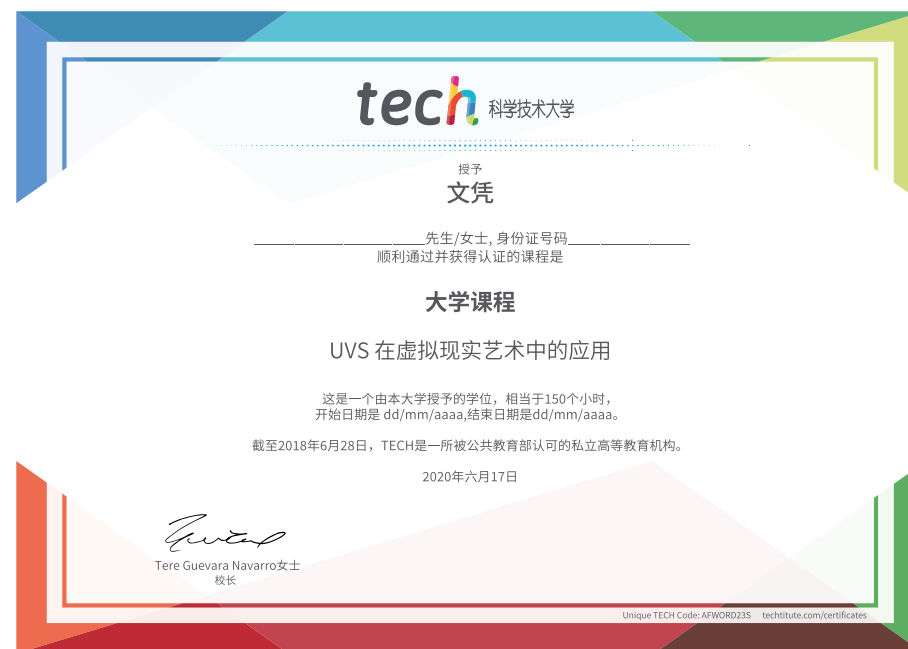 tech 科学技术大学
授予
文凭
________________________先生/女士, 身份证号码________________
顺利通过并获得认证的课程是
大学课程
UVS 在虚拟现实艺术中的应用
这是一个由本大学授予的学位，相当于150个小时，
开始日期是 dd/mm/aaaa,结束日期是dd/mm/aaaa。
截至2018年6月28日，TECH是一所被公共教育部认可的私立高等教育机构。
2020年六月17日
Tere Guevara Navarro女士
校长
Unique TECH Code: AFWORD23S techtitute.com/certificates